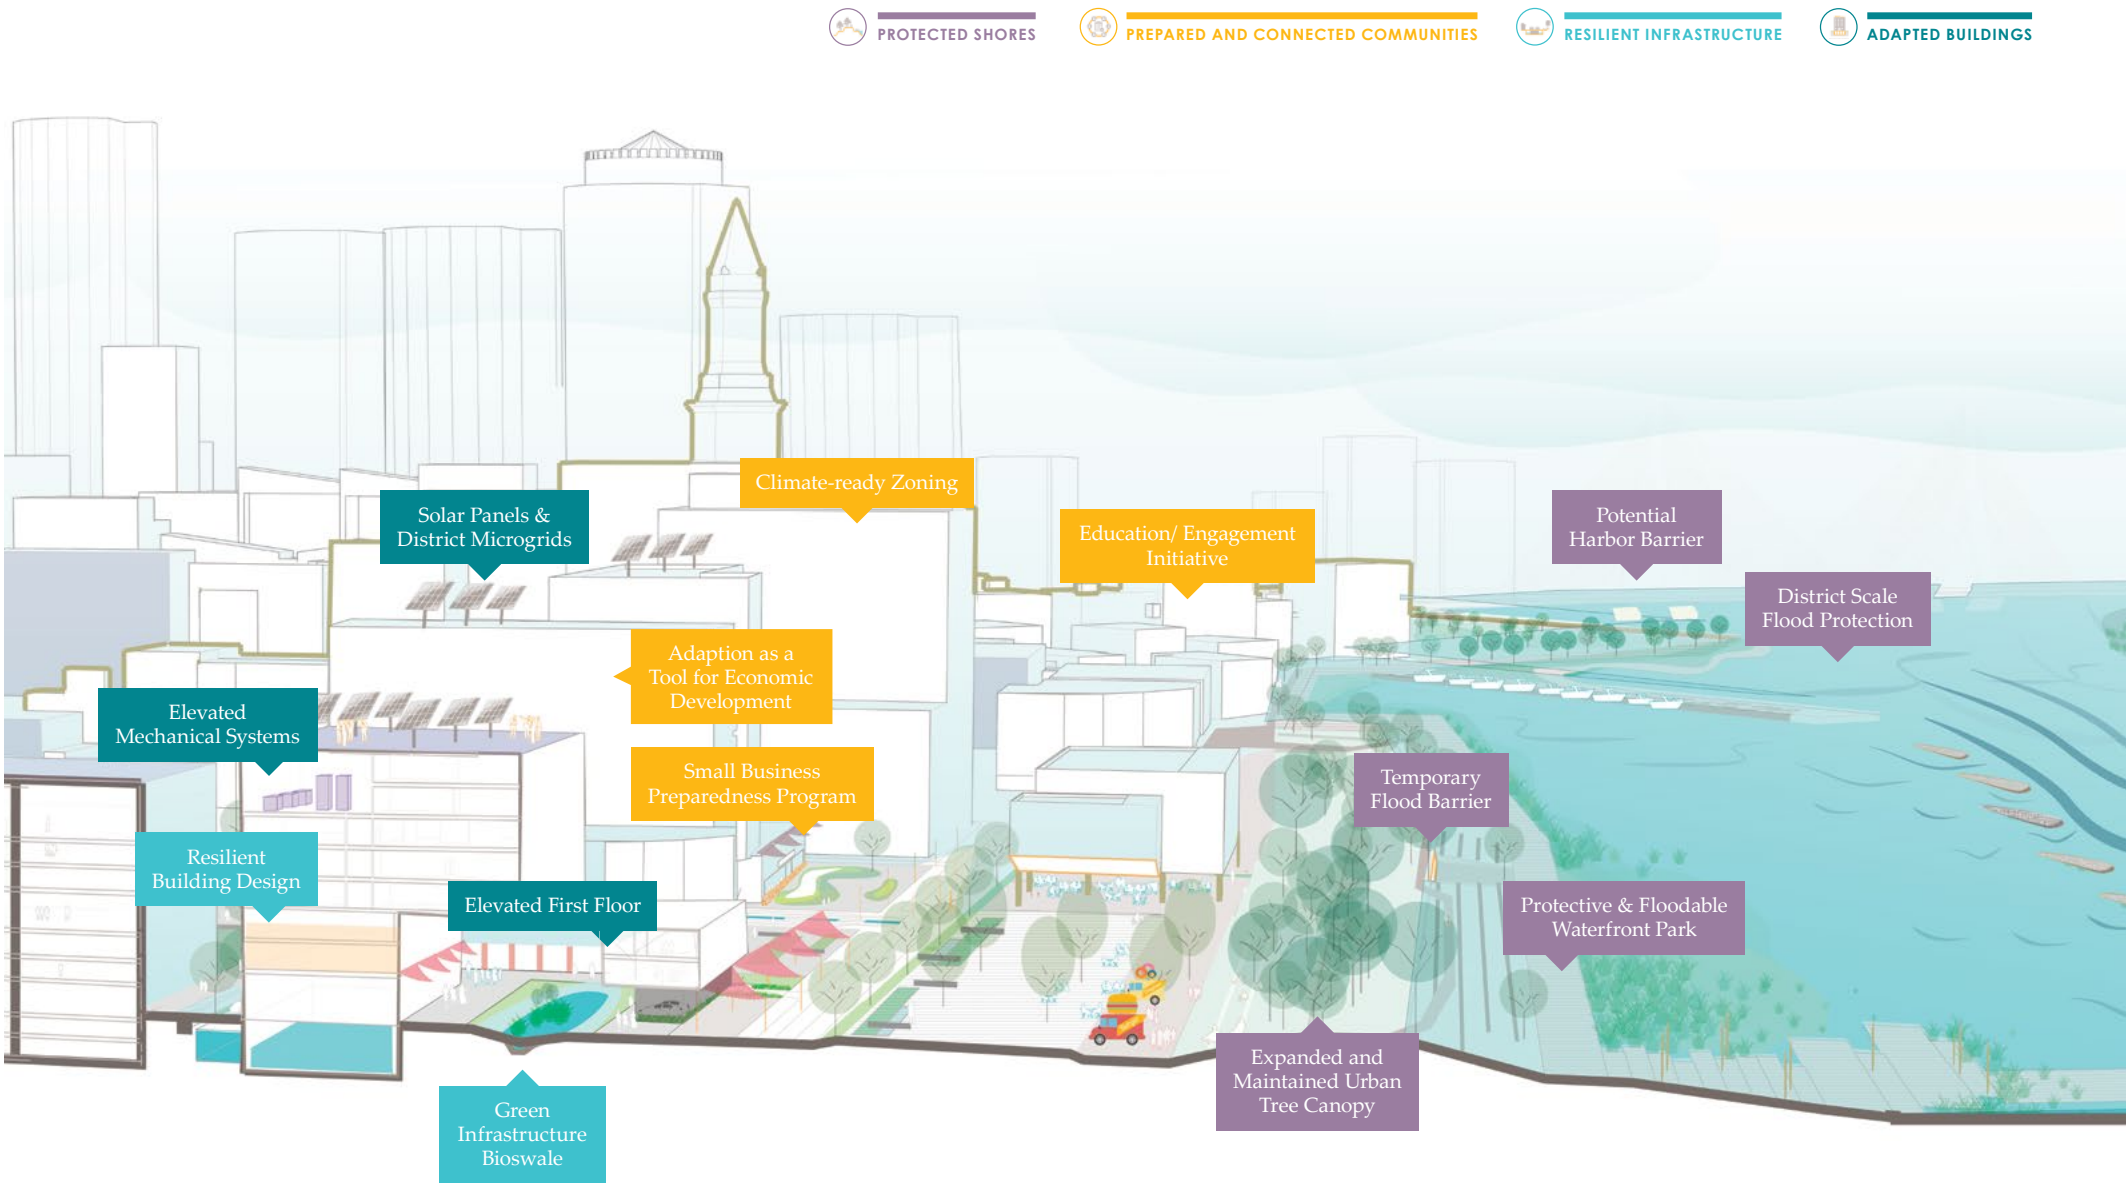 PROTECTED SHORES
PREPARED AND CONNECTED COMMUNITIES
RESILIENT INFRASTRUCTURE
ADAPTED BUILDINGS
Climate-ready Zoning
Solar Panels &
District Microgrids
Education/ Engagement
Initiative
Potential
Harbor Barrier
District Scale
Flood Protection
Adaption as a
Tool for Economic
Development
Elevated
Mechanical Systems
Small Business
Preparedness Program
Temporary
Flood Barrier
Resilient
Building Design
Elevated First Floor
Protective & Floodable
Waterfront Park
Expanded and
Maintained Urban
Tree Canopy
Green
Infrastructure
Bioswale